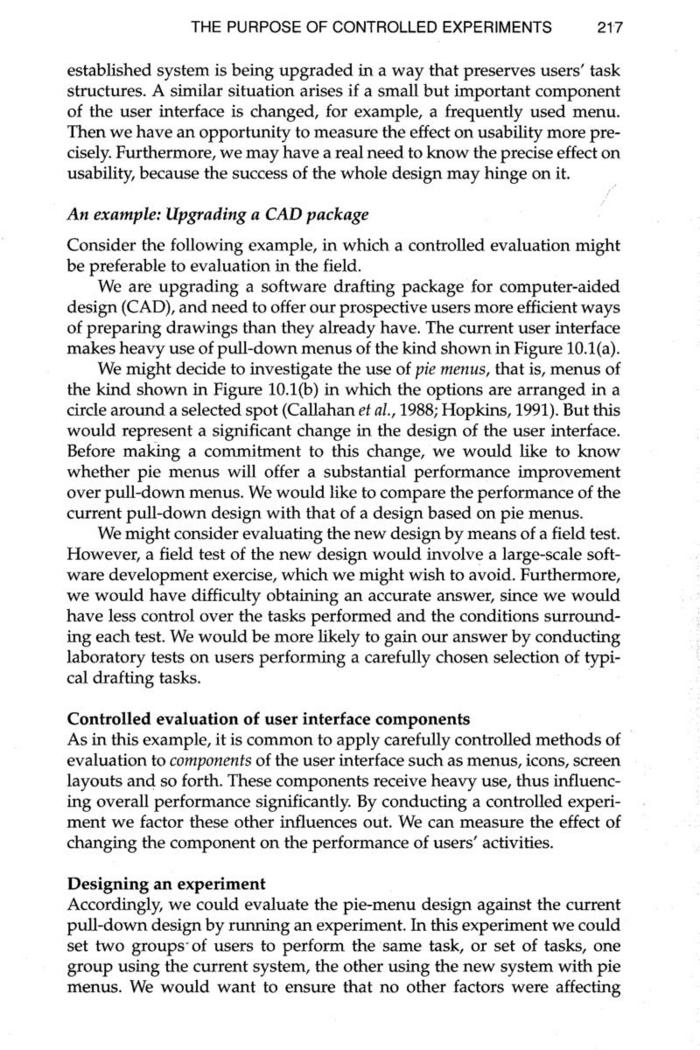 THE PURPOSE OF CONTROLLED EXPERIMENTS 217
established system is being upgraded in a way that preserves users' task
structures. A similar situation arises if a small but important component
of the user interface is changed, for example, a frequently used menu.
Then we have an opportunity to measure the effect on usability more pre-
cisely. Furthermore, we may have a real need to know the precise effect on
usability, because the success of the whole design may hinge on it.
An example: Upgrading a CAD package
Consider the following example, in which a controlled evaluation might
be preferable to evaluation in the field.
We are upgrading a software drafting package for computer-aided
design (CAD), and need to offer our prospective users more efficient ways
of preparing drawings than they already have. The current user interface
makes heavy use of pull-down menus of the kind shown in Figure 10.1(a).
We might decide to investigate the use of pie menus, that is, menus of
the kind shown in Figure 10.1(b) in which the options are arranged in a
circle around a selected spot (Callahan et al., 1988; Hopkins, 1991). But this
would represent a significant change in the design of the user interface.
Before making a commitment to this change, we would like to know
whether pie menus will offer a substantial performance improvement
over pull-down menus. We would like to compare the performance of the
current pull-down design with that of a design based on pie menus.
We might consider evaluating the new design by means of a field test.
However, a field test of the new design would involve a large-scale soft-
ware development exercise, which we might wish to avoid. Furthermore,
we would have difficulty obtaining an accurate answer, since we would
have less control over the tasks performed and the conditions surround-
ing each test. We would be more likely to gain our answer by conducting
laboratory tests on users performing a carefully chosen selection of typi-
cal drafting tasks.
Controlled evaluation of user interface components
As in this example, it is common to apply carefully controlled methods of
evaluation to components of the user interface such as menus, icons, screen
layouts and so forth. These components receive heavy use, thus influenc-
ing overall performance significantly. By conducting a controlled experi-
ment we factor these other influences out. We can measure the effect of
changing the component on the performance of users' activities.
Designing an experiment
Accordingly, we could evaluate the pie-menu design against the current
pull-down design by running an experiment. In this experiment we could
set two groups of users to perform the same task, or set of tasks, one
group using the current system, the other using the new system with pie
menus. We would want to ensure that no other factors were affecting